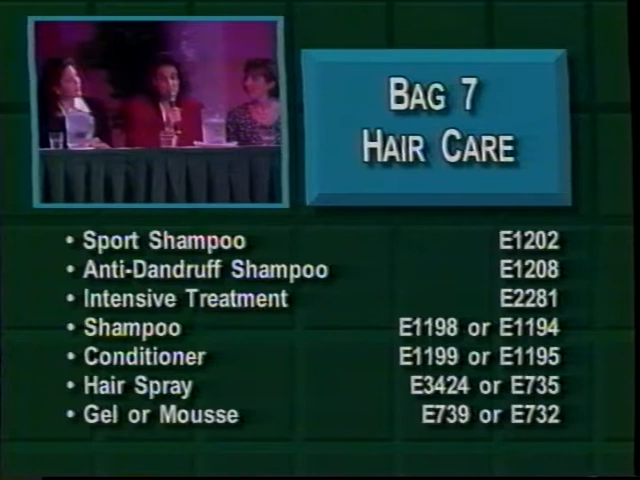 BAG 7
HAIR CARE
• Sport Shampoo E1202
• Anti-Dandruff Shampoo E1208
• Intensive Treatment E2281
• Shampoo E1198 or E1194
• Conditioner E1199 or E1195
• Hair Spray E3424 or E735
• Gel or Mousse E739 or E732